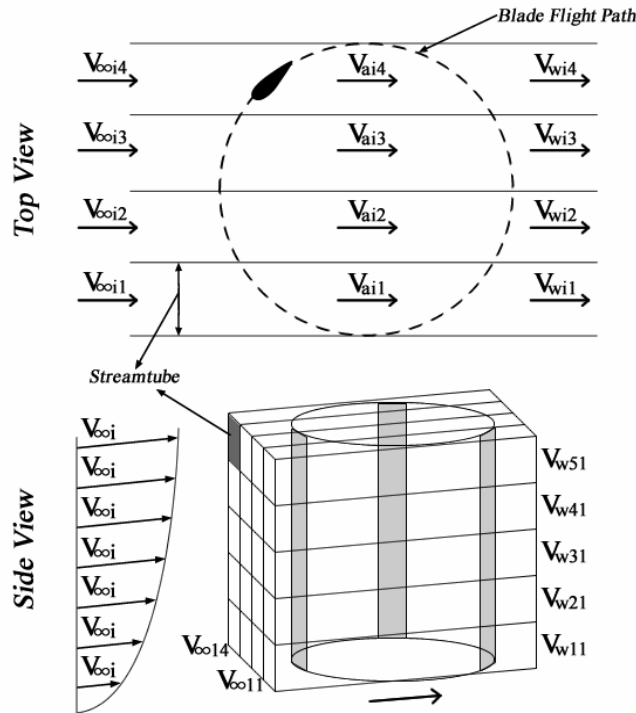 Blade Flight Path
V∞i4 Vai4 Vwi4
V∞i3 Vai3 Vwi3
V∞i2 Vai2 Vwi2
V∞i1 Vai1 Vwi1
Top View
Streamtube
V∞i
V∞i
V∞i
V∞i
V∞i
V∞i
V∞i
Side View
Vw51
Vw41
Vw31
Vw21
Vw11
V∞14
V∞11